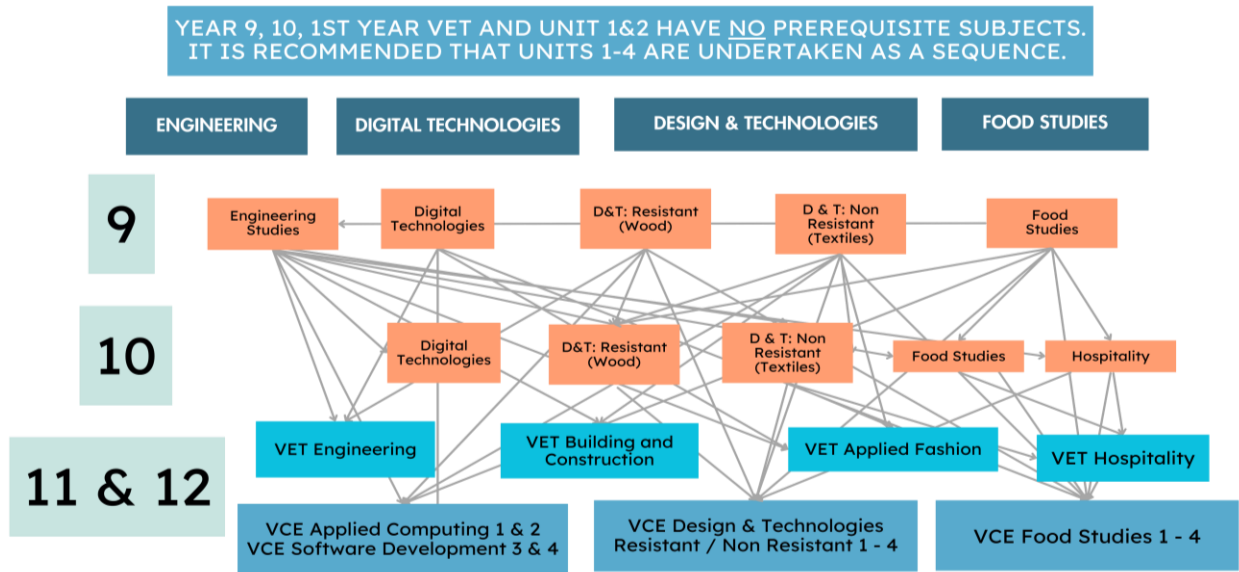 YEAR 9, 10, 1ST YEAR VET AND UNIT 1&2 HAVE NO PREREQUISITE SUBJECTS.
IT IS RECOMMENDED THAT UNITS 1-4 ARE UNDERTAKEN AS A SEQUENCE.
ENGINEERING
DIGITAL TECHNOLOGIES
DESIGN & TECHNOLOGIES
FOOD STUDIES
9
Engineering
Studies
Digital
Technologies
D&T: Resistant
(Wood)
D & T: Non
Resistant
(Textiles)
Food
Studies
10
Digital
Technologies
D&T: Resistant
(Wood)
D & T: Non
Resistant
(Textiles)
Food Studies
Hospitality
11 & 12
VET Engineering
VET Building and
Construction
VET Applied Fashion
VET Hospitality
VCE Applied Computing 1 & 2
VCE Software Development 3 & 4
VCE Design & Technologies
Resistant / Non Resistant 1 - 4
VCE Food Studies 1 - 4